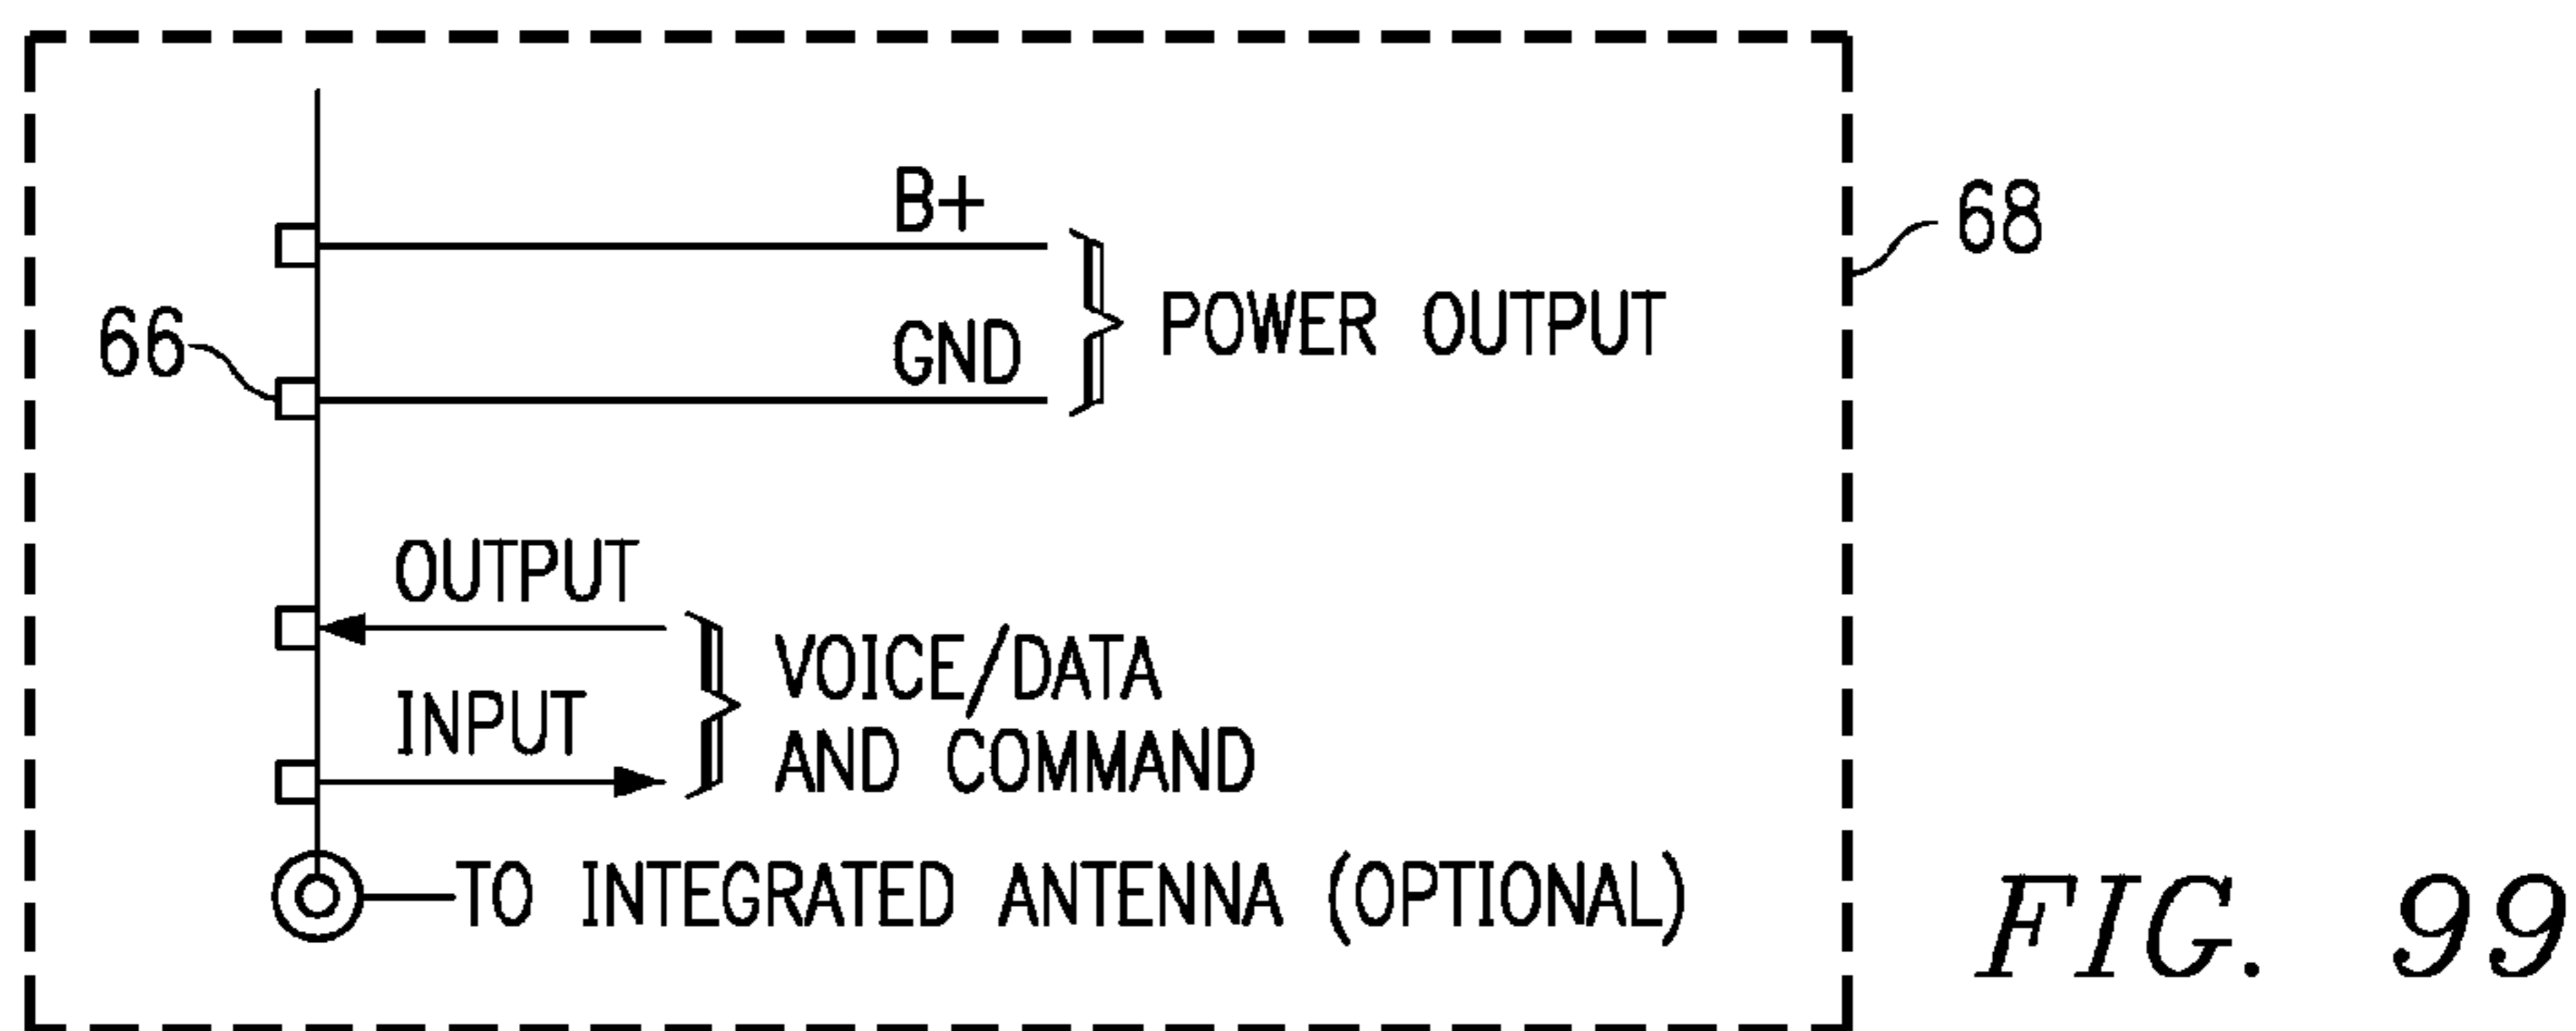 B+
68
66
GND
POWER OUTPUT
OUTPUT
VOICE/DATA
INPUT
AND COMMAND
TO INTEGRATED ANTENNA (OPTIONAL)
FIG. 99